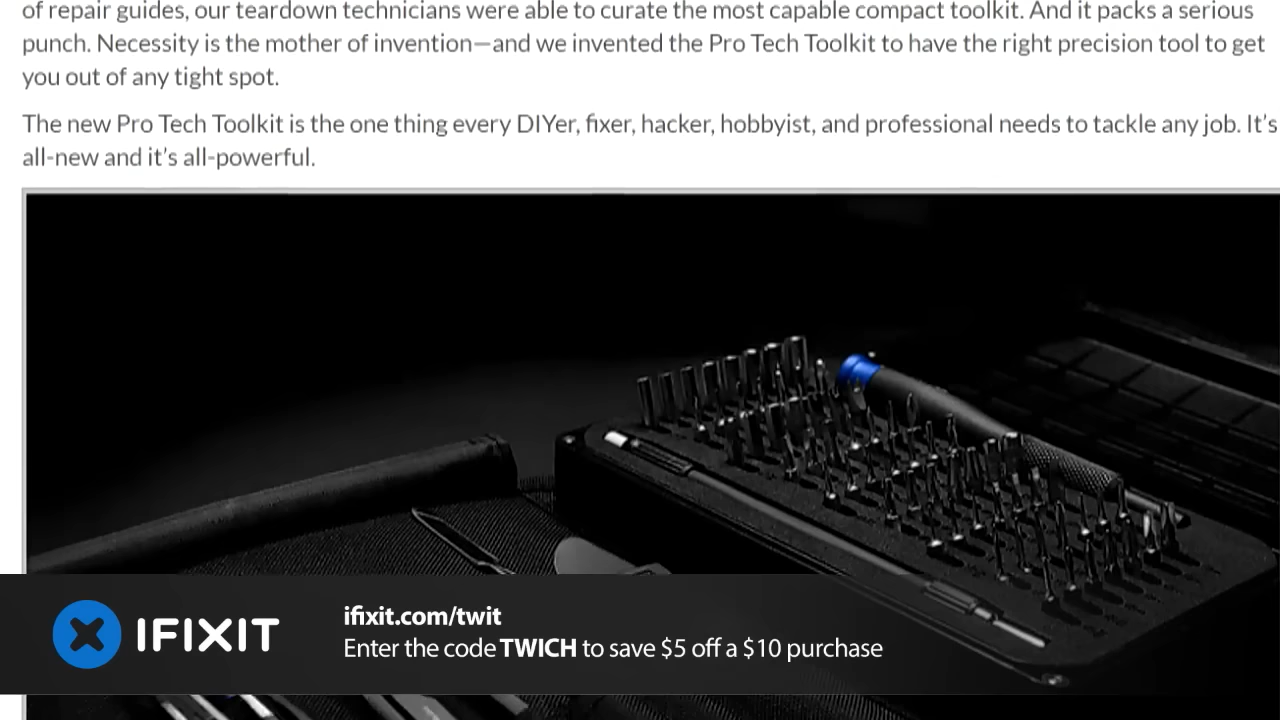 of repair guides, our teardown technicians were able to curate the most capable compact toolkit. And it packs a serious
punch. Necessity is the mother of invention—and we invented the Pro Tech Toolkit to have the right precision tool to get
you out of any tight spot.
The new Pro Tech Toolkit is the one thing every DIYer, fixer, hacker, hobbyist, and professional needs to tackle any job. It's
all-new and it's all-powerful.
IFIXIT
ifixit.com/twit
Enter the code TWICH to save $5 off a $10 purchase